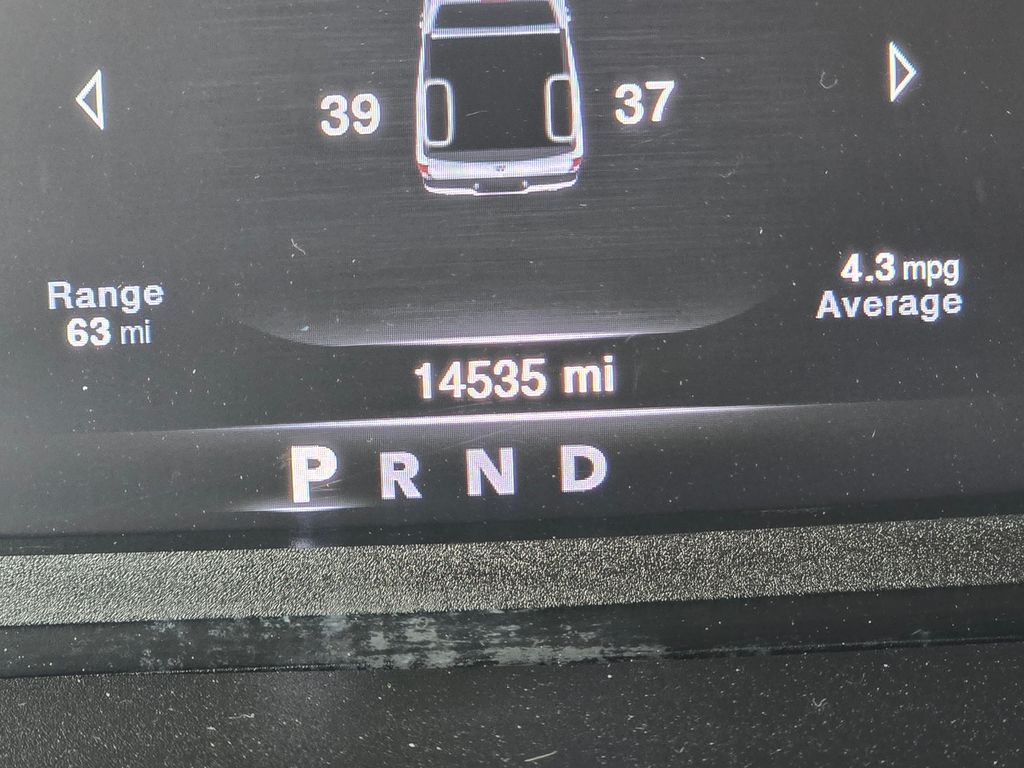 39 37
4.3 mpg
Average
Range
63 mi
14535 mi
P R N D